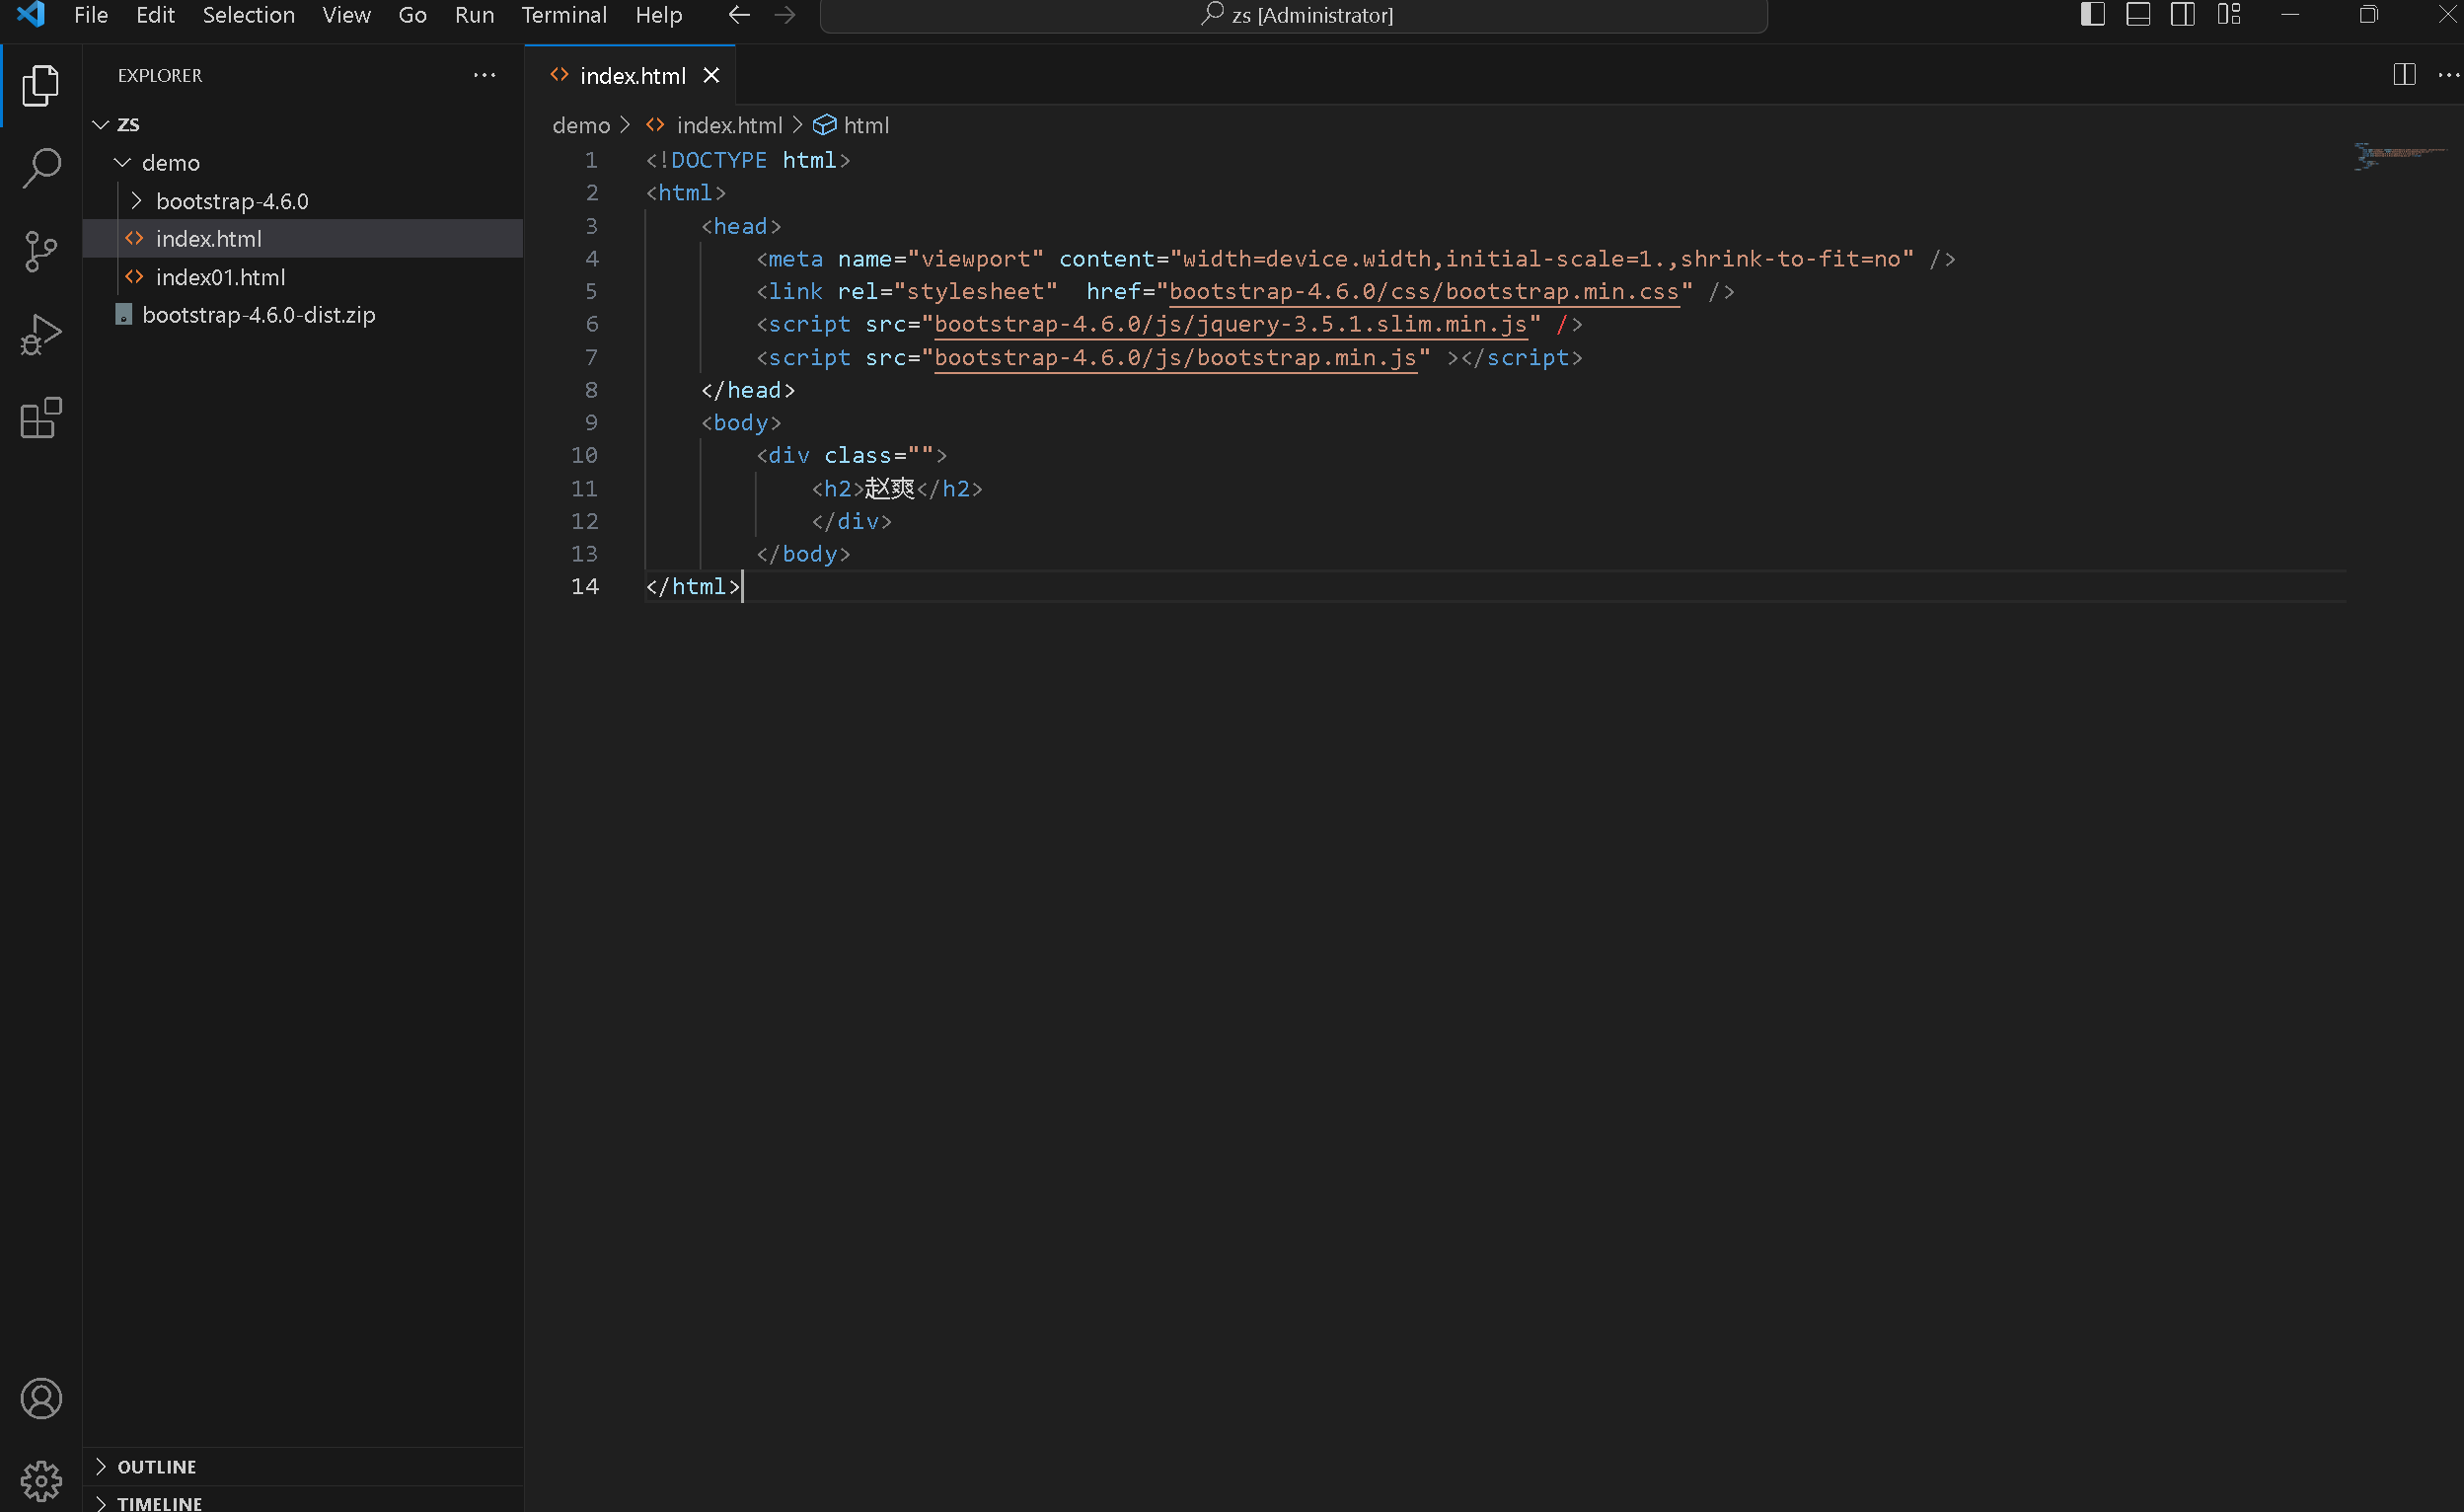 File Edit Selection View Go Run Terminal Help zs [Administrator]
EXPLORER
ZS
demo
bootstrap-4.6.0
index.html
index01.html
bootstrap-4.6.0-dist.zip
OUTLINE
TIMELINE
index.html
demo > index.html > html
1 <!DOCTYPE html>
2 <html>
3 <head>
4 <meta name="viewport" content="width=device.width,initial-scale=1.,shrink-to-fit=no" />
5 <link rel="stylesheet"  href="bootstrap-4.6.0/css/bootstrap.min.css" />
6 <script src="bootstrap-4.6.0/js/jquery-3.5.1.slim.min.js" />
7 <script src="bootstrap-4.6.0/js/bootstrap.min.js" ></script>
8 </head>
9 <body>
10 <div class="">
11 <h2>赵爽</h2>
12 </div>
13 </body>
14 </html>